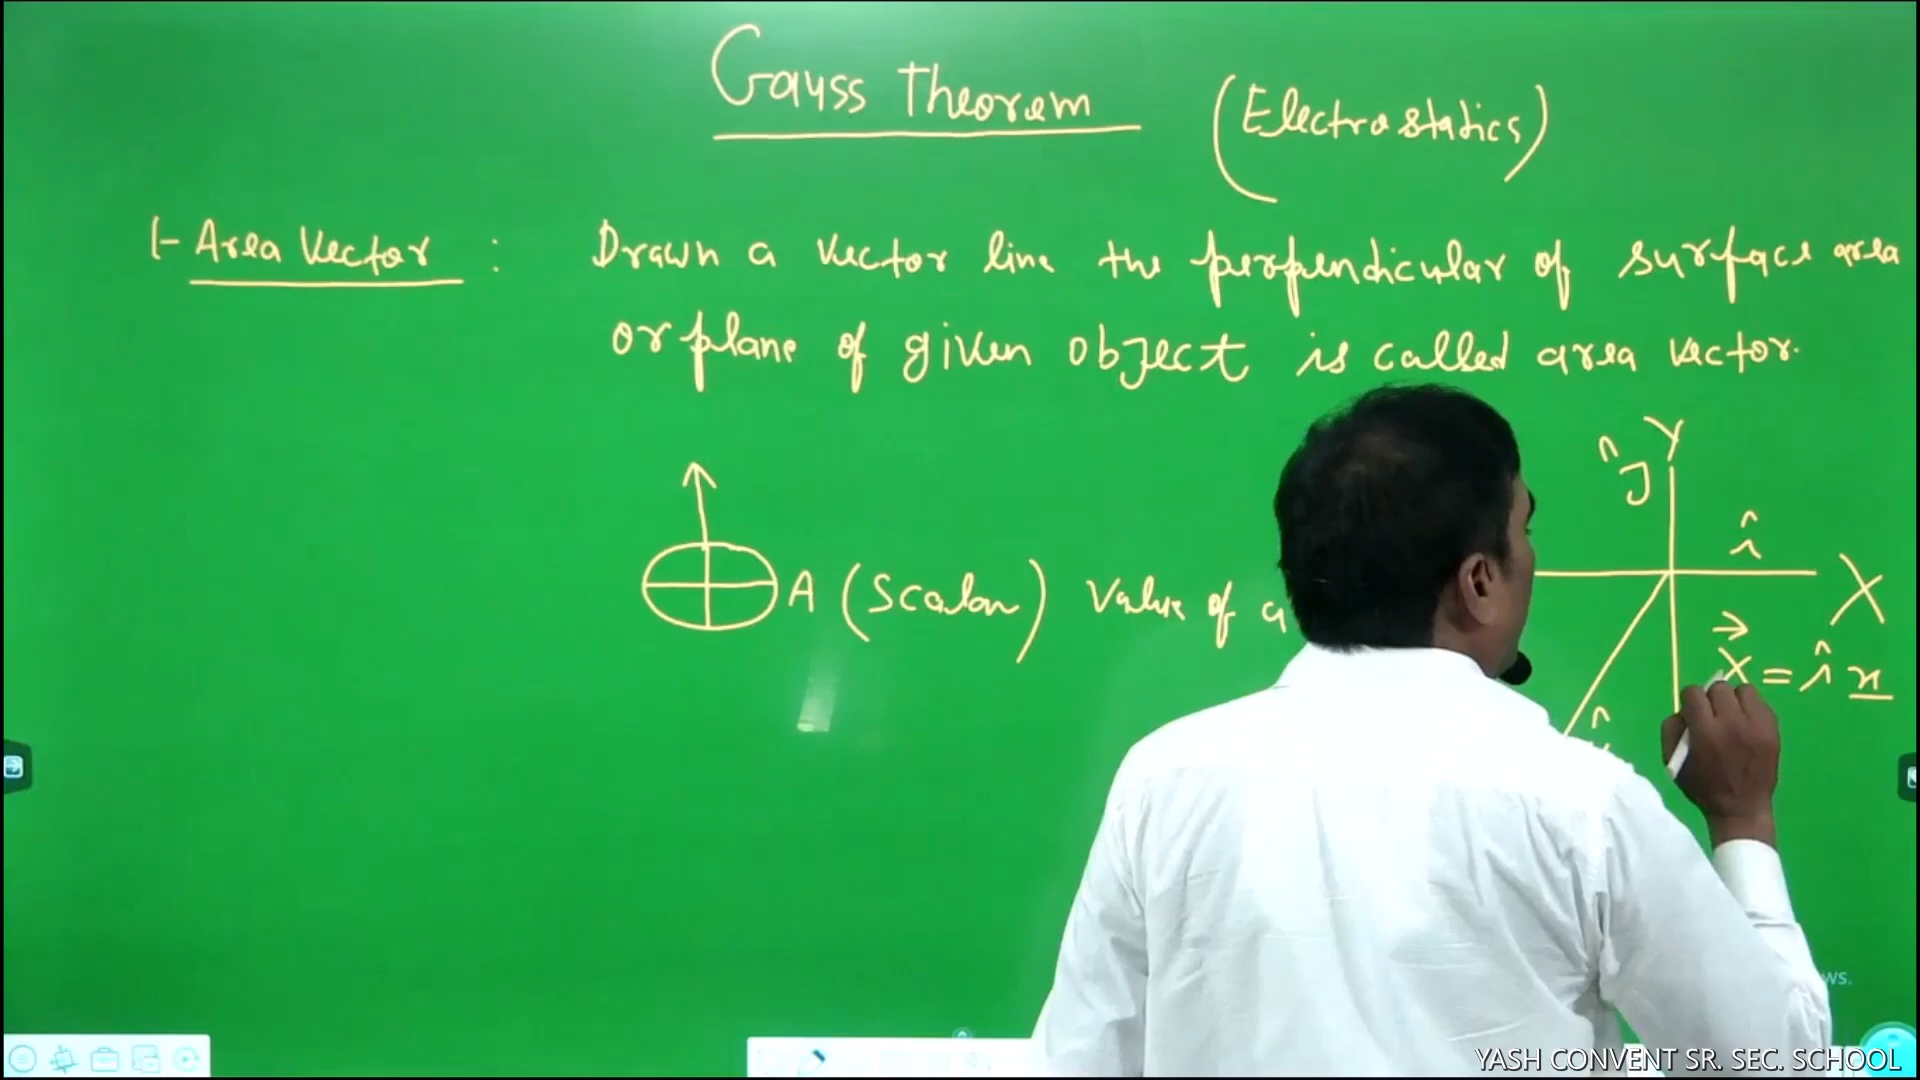 Gauss Theorem (Electrostatics)
1- Area Vector : Drawn a vector line the perpendicular of surface area
or plane of given object is called area vector.
Y
ĵ
î
X
A (Scalar) Value of a
X⃗ = î x
ws.
YASH CONVENT SR. SEC. SCHOOL